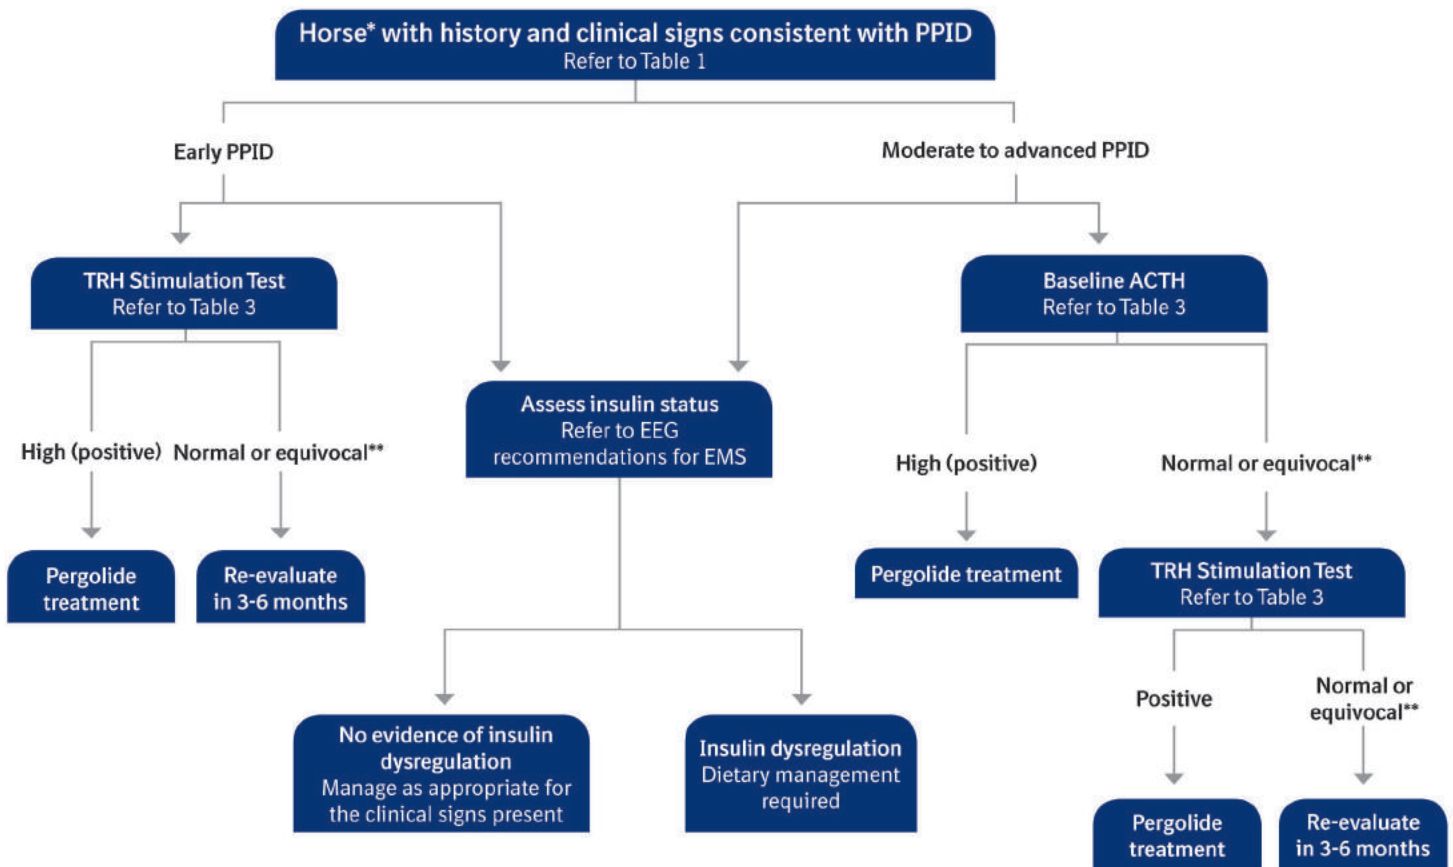 Horse* with history and clinical signs consistent with PPID
Refer to Table 1
Early PPID
Moderate to advanced PPID
TRH Stimulation Test
Refer to Table 3
Baseline ACTH
Refer to Table 3
Assess insulin status
Refer to EEG
recommendations for EMS
High (positive)
Normal or equivocal**
High (positive)
Normal or equivocal**
Pergolide
treatment
Re-evaluate
in 3-6 months
Pergolide treatment
TRH Stimulation Test
Refer to Table 3
No evidence of insulin
dysregulation
Manage as appropriate for
the clinical signs present
Insulin dysregulation
Dietary management
required
Positive
Normal or
equivocal**
Pergolide
treatment
Re-evaluate
in 3-6 months